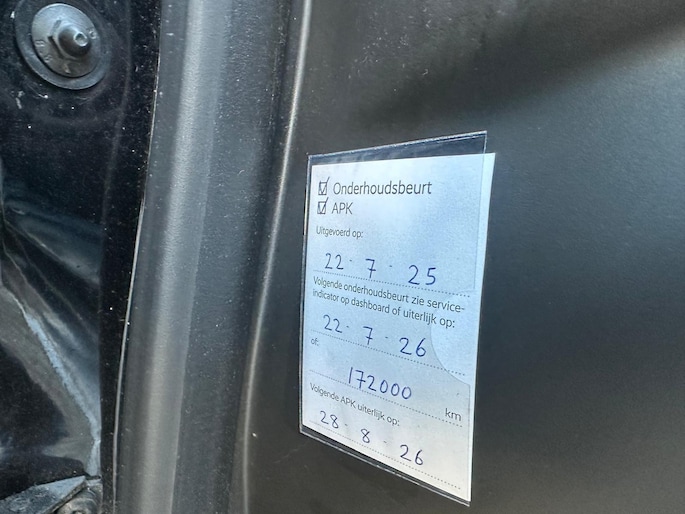 ☑ Onderhoudsbeurt
☑ APK
Uitgevoerd op:
22 - 7 - 25
Volgende onderhoudsbeurt zie service-
indicator op dashboard of uiterlijk op:
22 - 7 - 26
of:
172000 km
Volgende APK uiterlijk op:
28 - 8 - 26